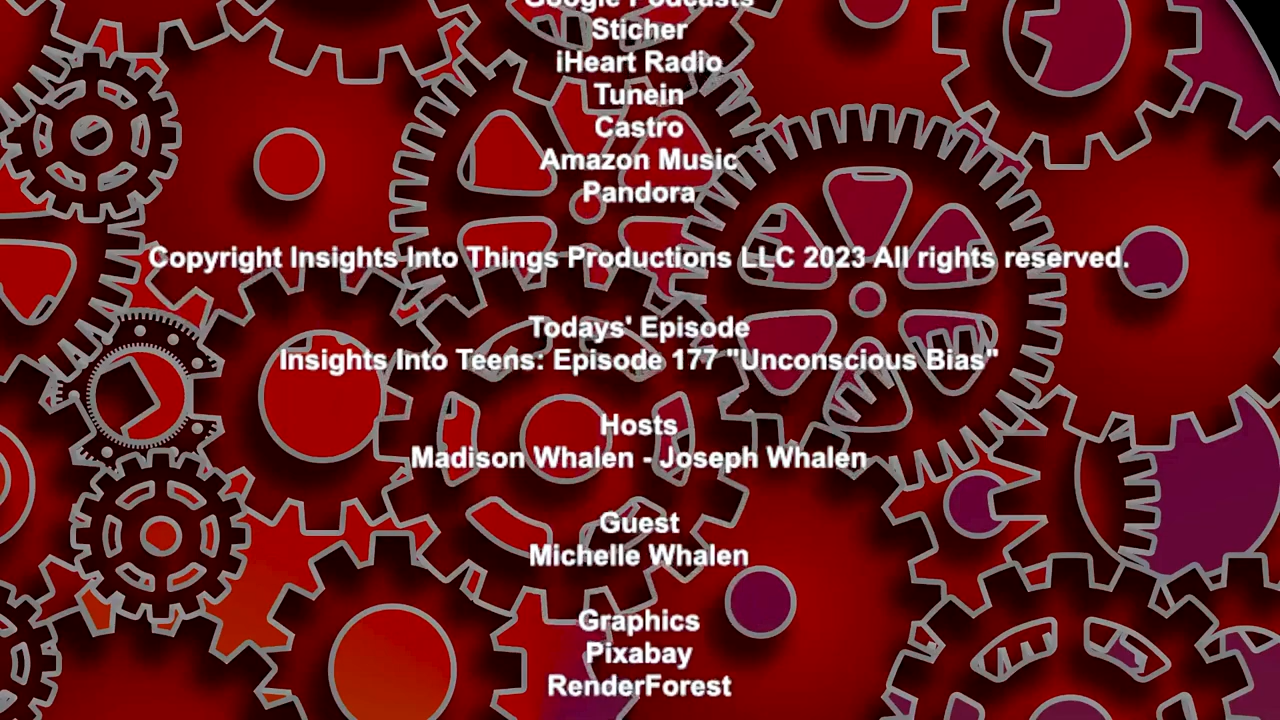 Google Podcasts
Sticher
iHeart Radio
Tunein
Castro
Amazon Music
Pandora
Copyright Insights Into Things Productions LLC 2023 All rights reserved.
Todays' Episode
Insights Into Teens: Episode 177 "Unconscious Bias"
Hosts
Madison Whalen - Joseph Whalen
Guest
Michelle Whalen
Graphics
Pixabay
RenderForest